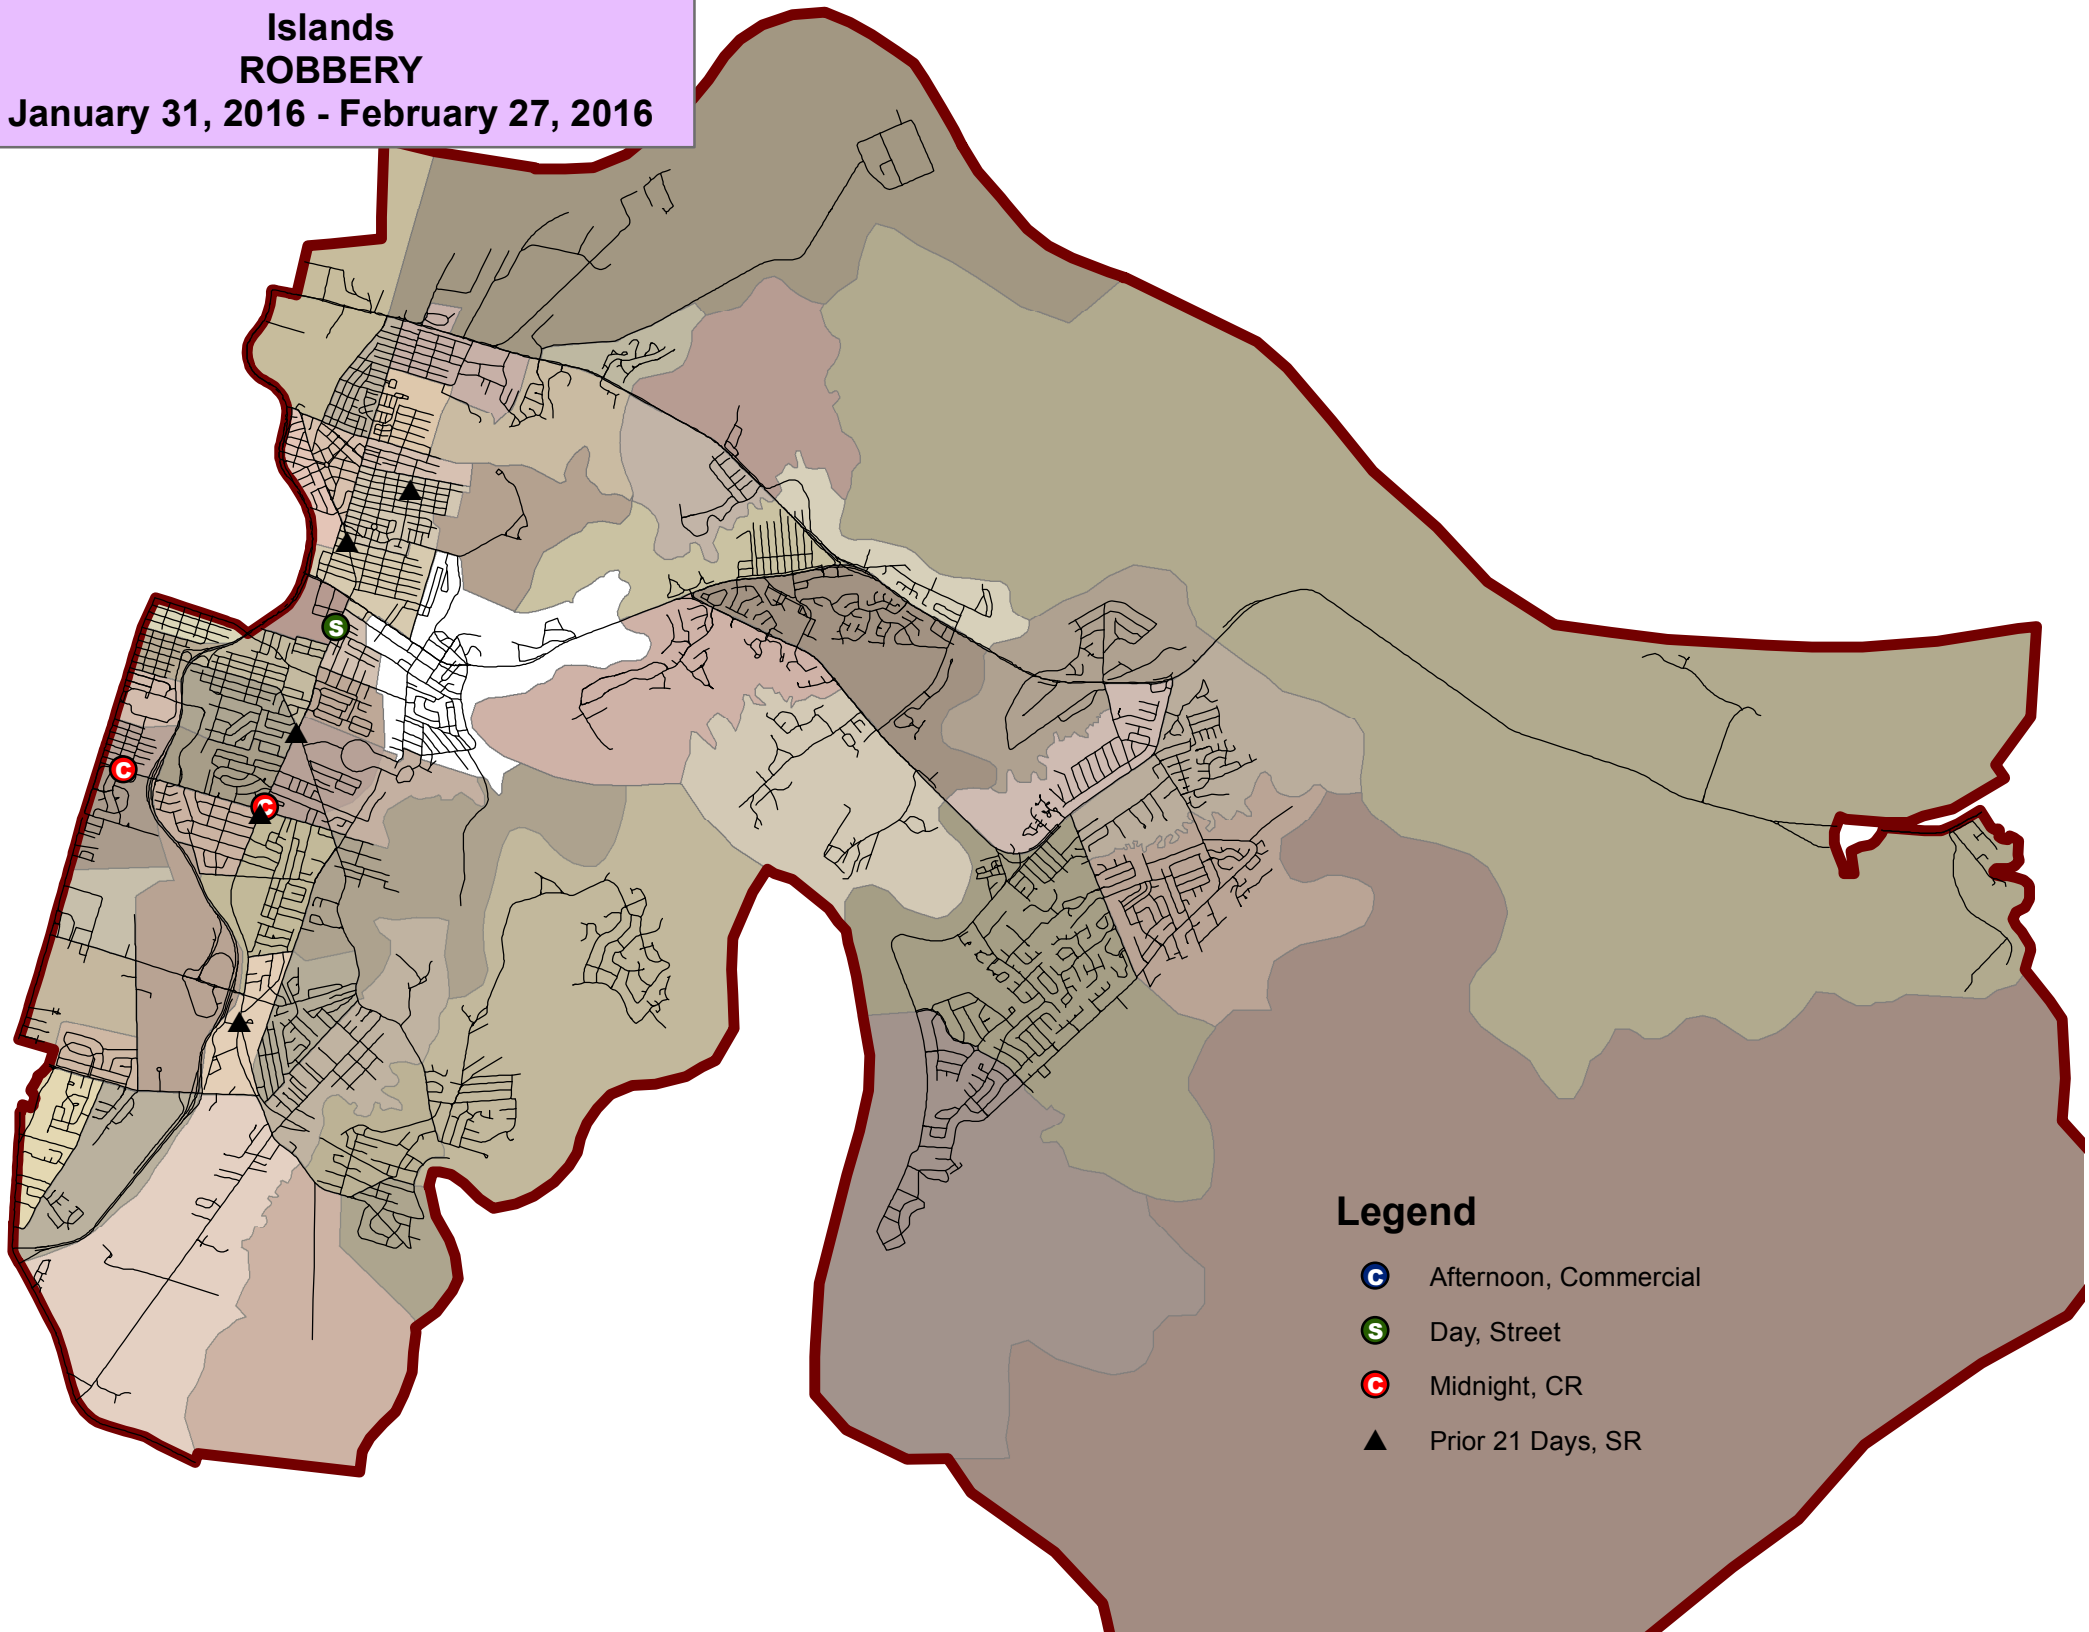 Islands
ROBBERY
January 31, 2016 - February 27, 2016
S
C
C
Legend
C Afternoon, Commercial
S Day, Street
C Midnight, CR
Prior 21 Days, SR